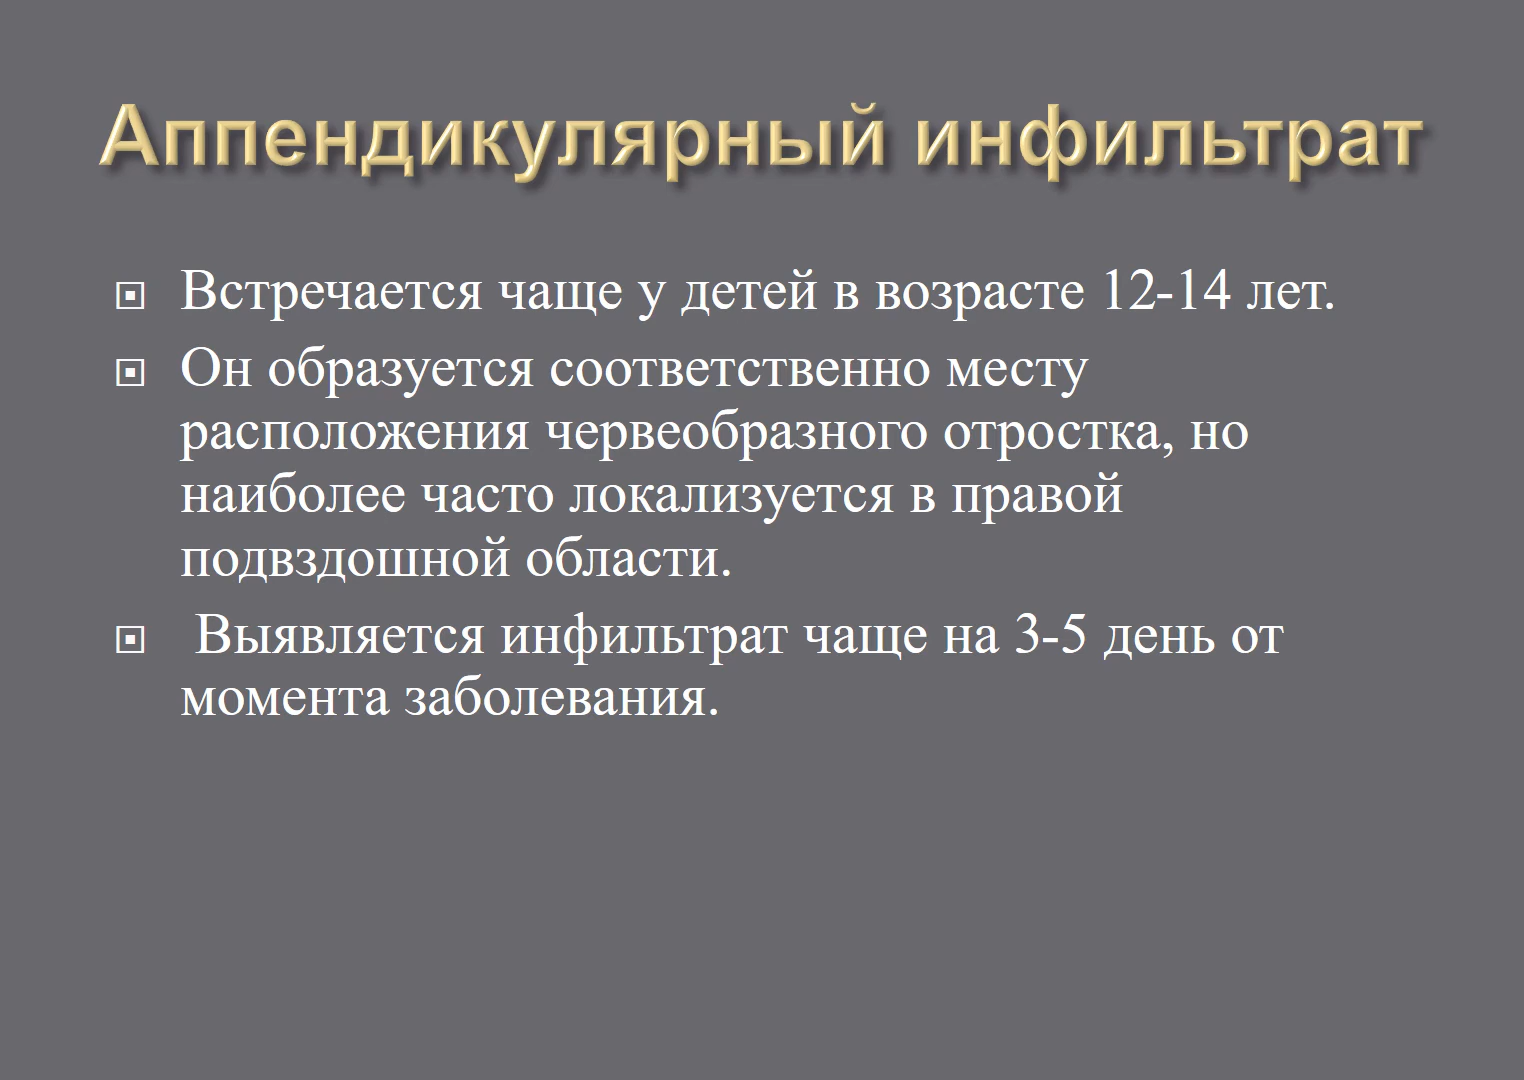 Аппендикулярный инфильтрат
Встречается чаще у детей в возрасте 12-14 лет.
Он образуется соответственно месту
расположения червеобразного отростка, но
наиболее часто локализуется в правой
подвздошной области.
Выявляется инфильтрат чаще на 3-5 день от
момента заболевания.